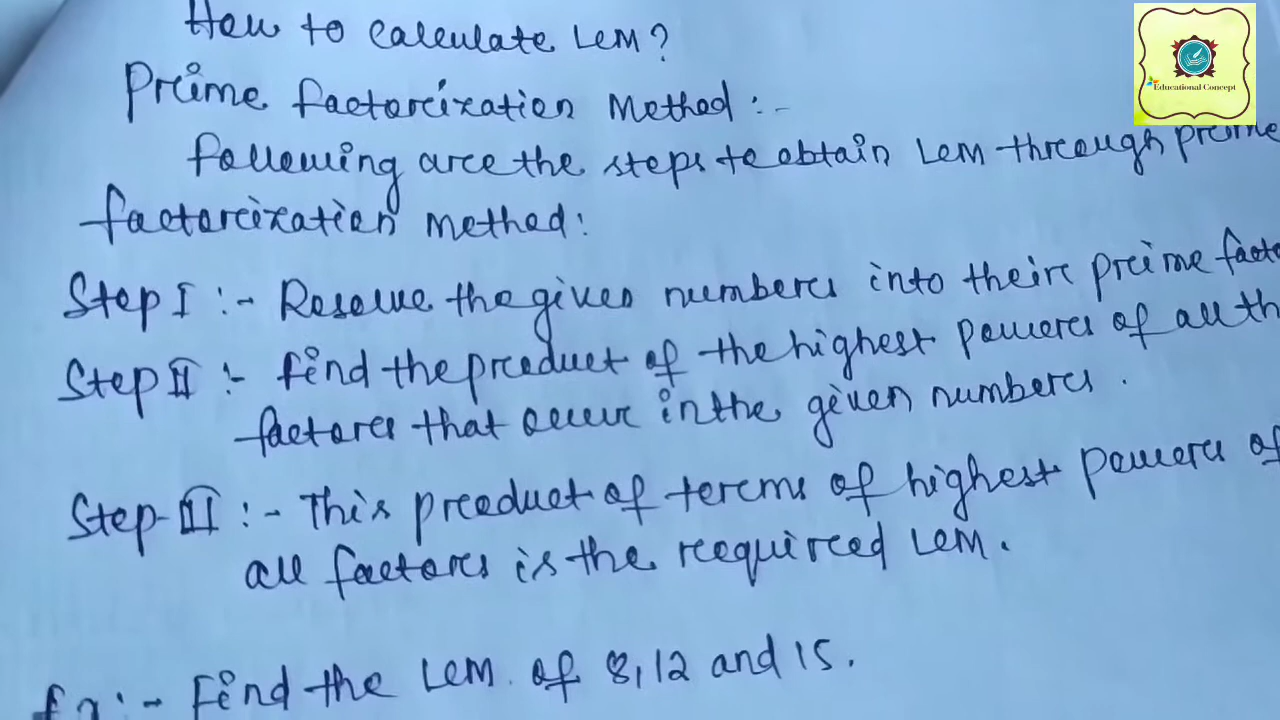 How to calculate LCM?
Prime factorization Method :-
following are the steps to obtain LCM through prime
factorization method:
Step I :- Resolve the given numbers into their prime facto
Step II :- find the product of the highest powers of all th
factors that occur in the given numbers.
Step-III :- This product of terms of highest powers of
all factors is the required LCM.
Eg:- Find the LCM. of 8, 12 and 15.
Educational Concept